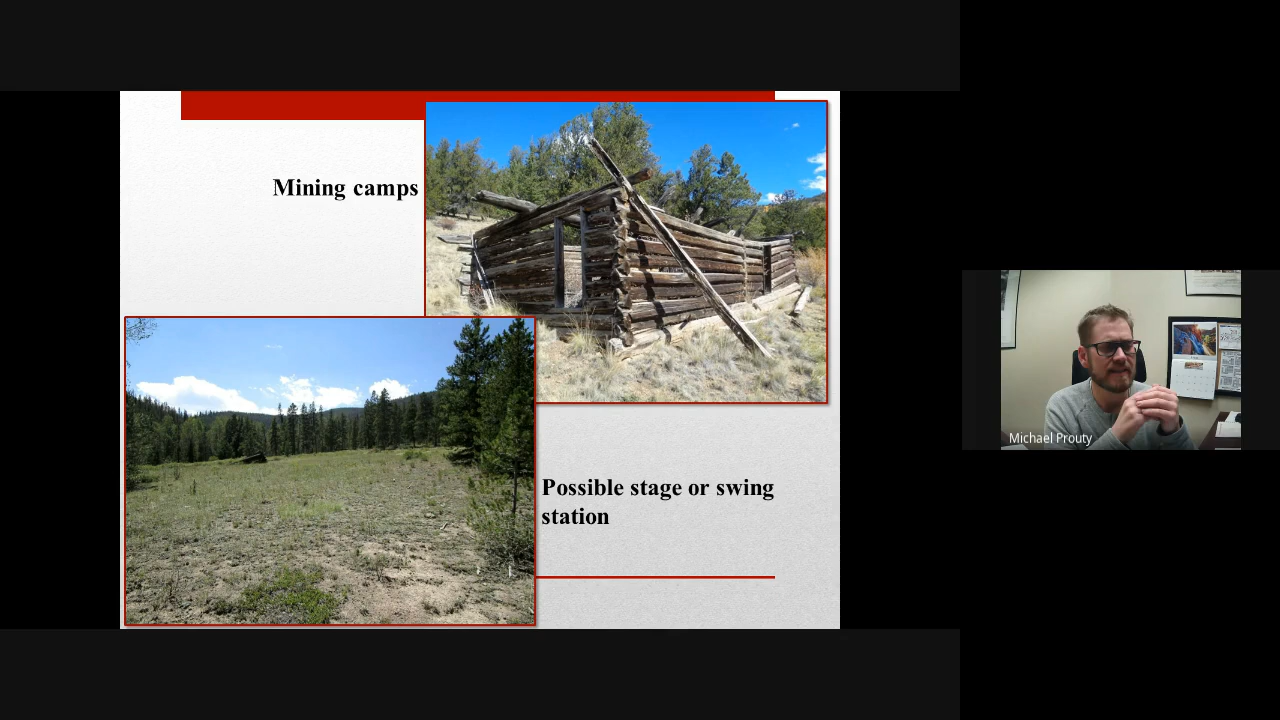 Mining camps
Possible stage or swing
station
Michael Prouty